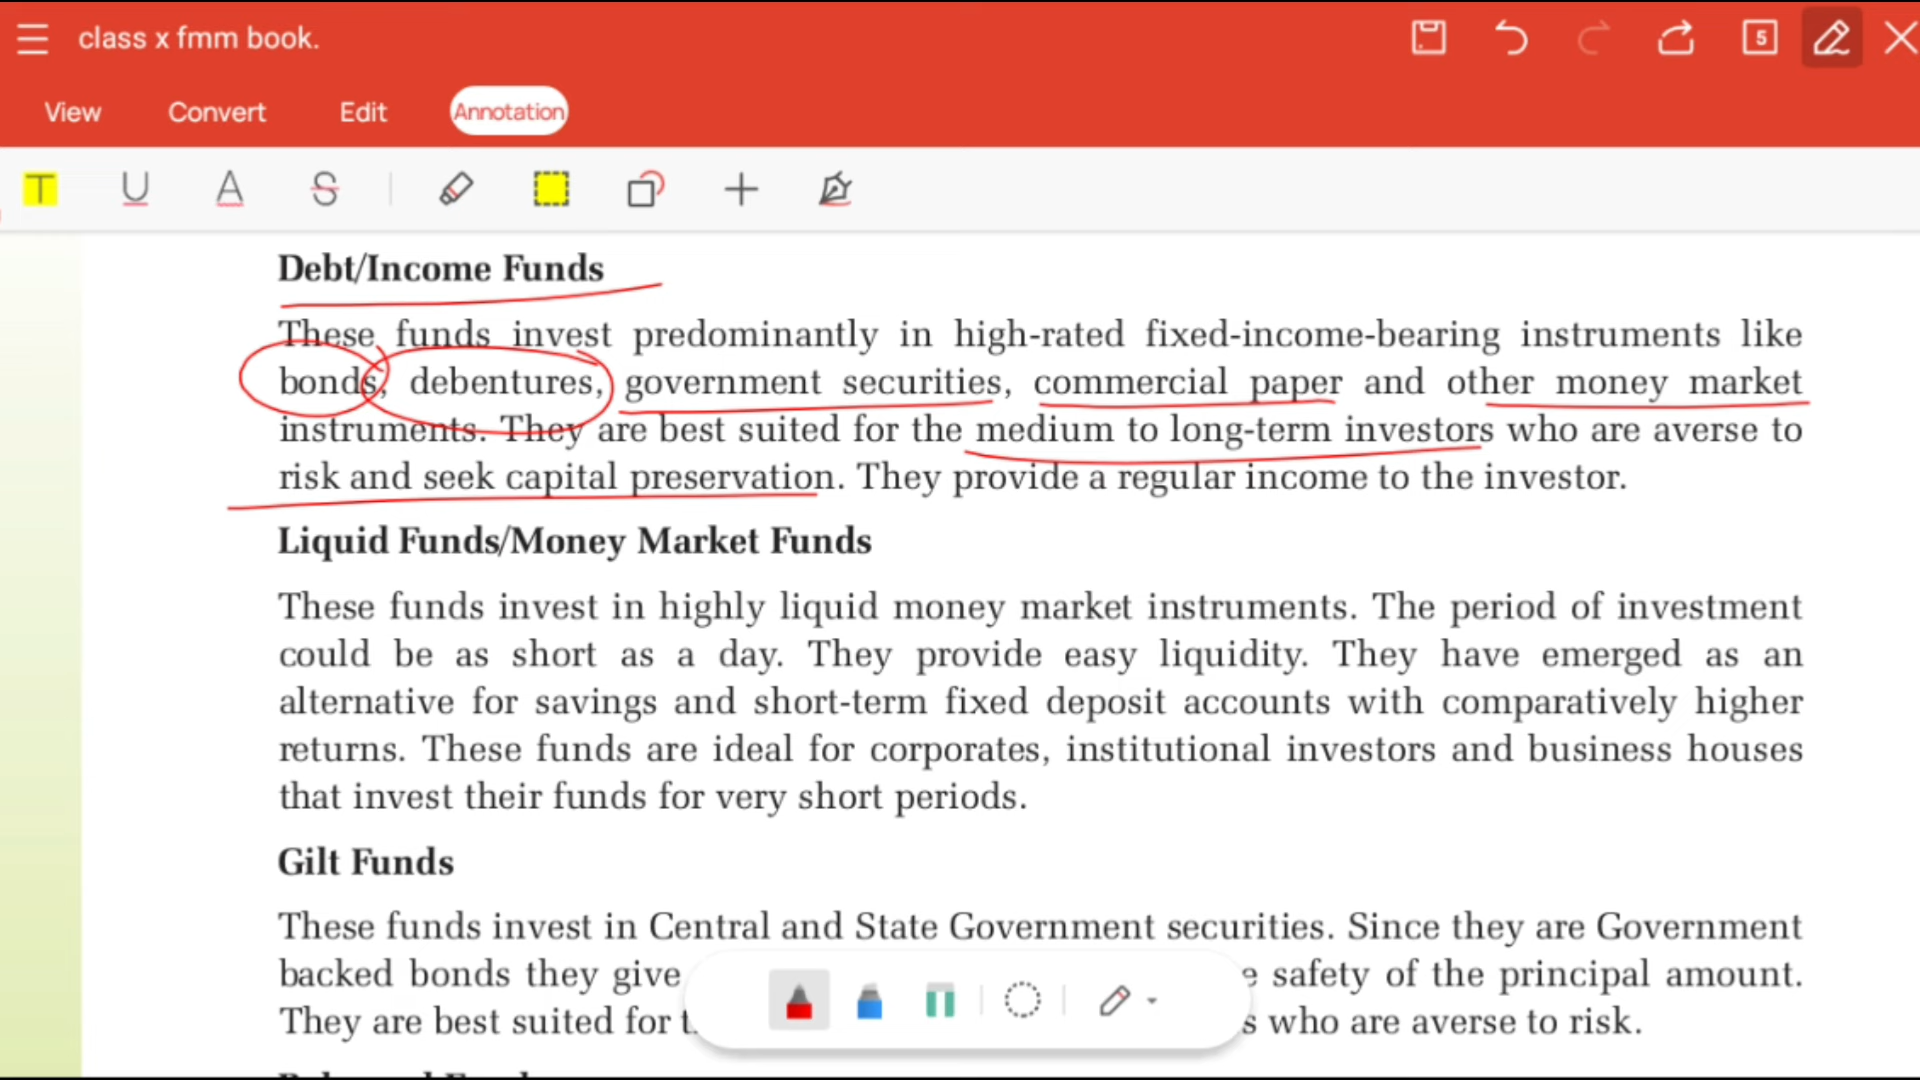 class x fmm book.
5
View Convert Edit Annotation
T U A S
Debt/Income Funds
These funds invest predominantly in high-rated fixed-income-bearing instruments like
bonds, debentures, government securities, commercial paper and other money market
instruments. They are best suited for the medium to long-term investors who are averse to
risk and seek capital preservation. They provide a regular income to the investor.
Liquid Funds/Money Market Funds
These funds invest in highly liquid money market instruments. The period of investment
could be as short as a day. They provide easy liquidity. They have emerged as an
alternative for savings and short-term fixed deposit accounts with comparatively higher
returns. These funds are ideal for corporates, institutional investors and business houses
that invest their funds for very short periods.
Gilt Funds
These funds invest in Central and State Government securities. Since they are Government
backed bonds they give safety of the principal amount.
They are best suited for who are averse to risk.